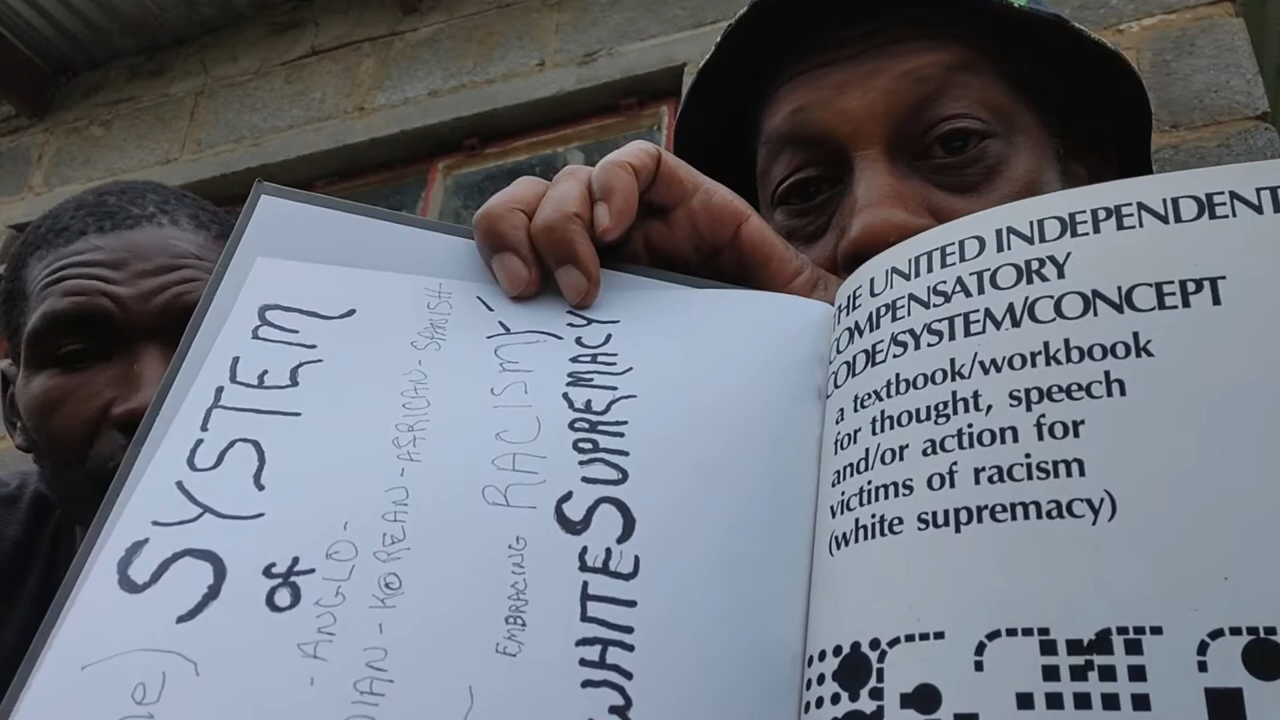 SYSTEM
OF
- ANGLO -
- KOREAN - AFRICAN - SPANISH -
EMBRACING RACISM
WHITE SUPREMACY
THE UNITED INDEPENDENT
COMPENSATORY
CODE/SYSTEM/CONCEPT
a textbook/workbook
for thought, speech
and/or action for
victims of racism
(white supremacy)